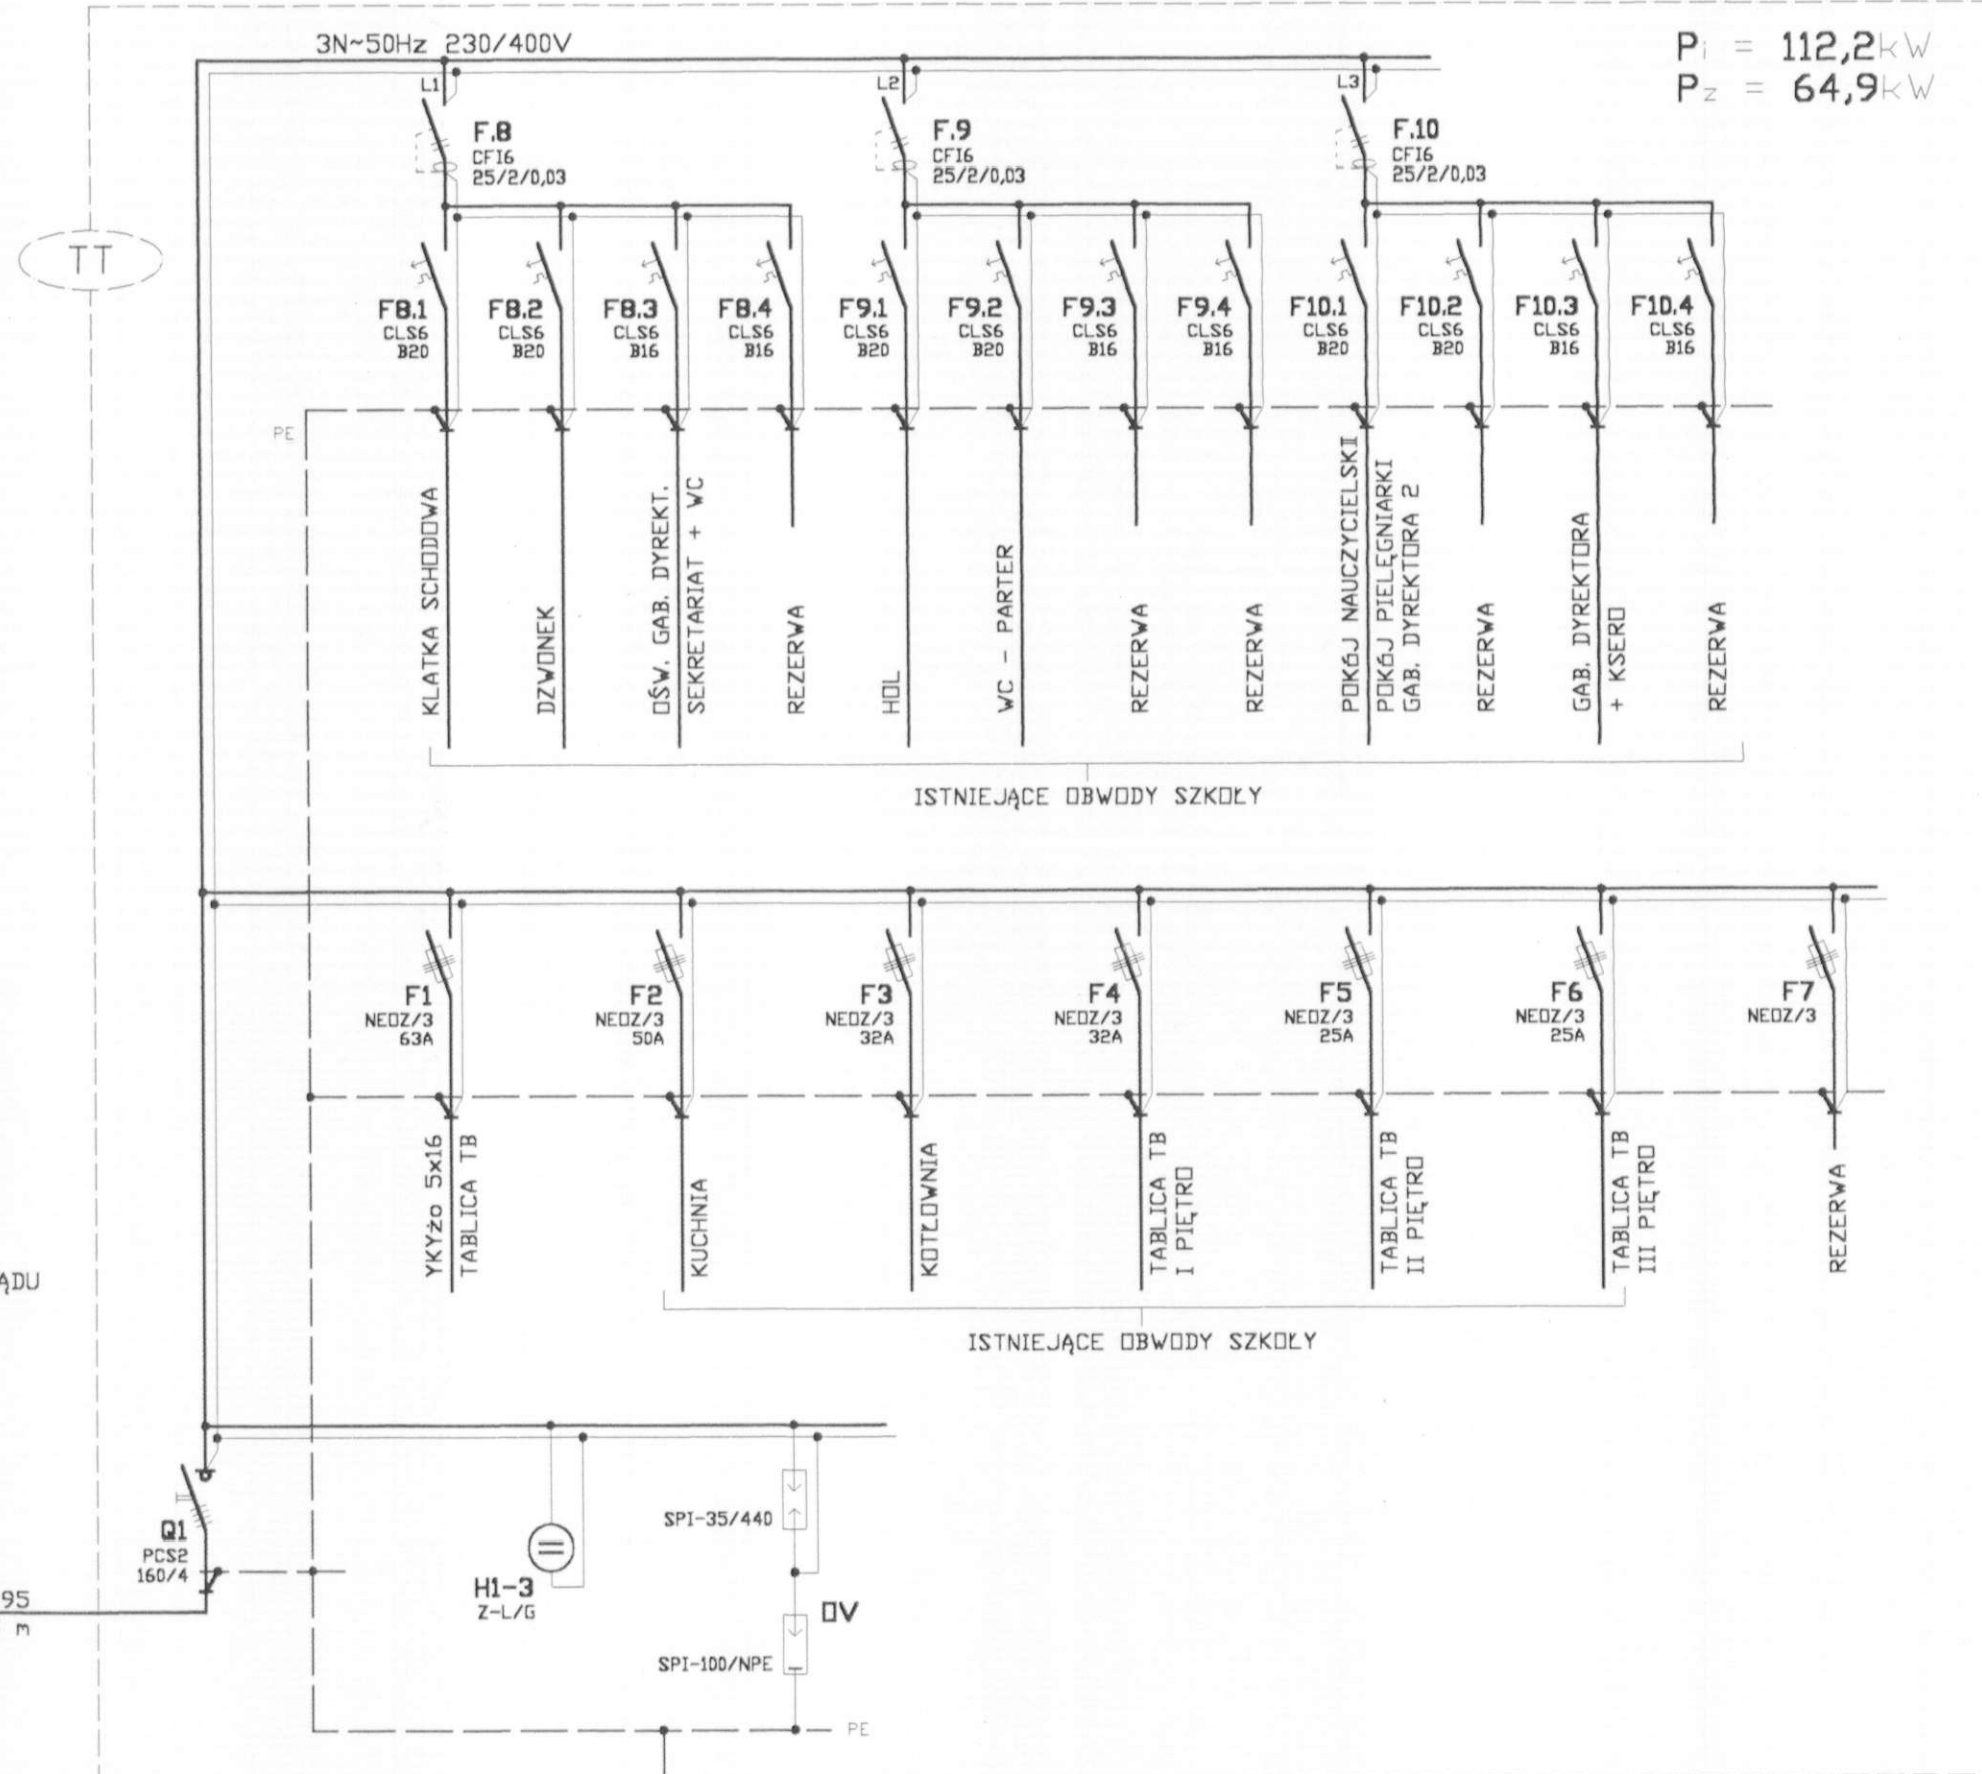 3N~50Hz 230/400V
Pi = 112,2kW
Pz = 64,9kW
L1
F.8
CFI6
25/2/0,03
L2
F.9
CFI6
25/2/0,03
L3
F.10
CFI6
25/2/0,03
TT
F8.1
CLS6
B20
F8.2
CLS6
B20
F8.3
CLS6
B16
F8.4
CLS6
B16
F9.1
CLS6
B20
F9.2
CLS6
B20
F9.3
CLS6
B16
F9.4
CLS6
B16
F10.1
CLS6
B20
F10.2
CLS6
B20
F10.3
CLS6
B16
F10.4
CLS6
B16
PE
KLATKA SCHODOWA
DZWONEK
OŚW. GAB. DYREKT.
SEKRETARIAT + WC
REZERWA
HOL
WC - PARTER
REZERWA
REZERWA
POKÓJ NAUCZYCIELSKI
POKÓJ PIELĘGNIARKI
GAB. DYREKTORA 2
REZERWA
GAB. DYREKTORA
+ KSERO
REZERWA
ISTNIEJĄCE OBWODY SZKOŁY
F1
NEOZ/3
63A
F2
NEOZ/3
50A
F3
NEOZ/3
32A
F4
NEOZ/3
32A
F5
NEOZ/3
25A
F6
NEOZ/3
25A
F7
NEOZ/3
YKYżo 5x16
TABLICA TB
KUCHNIA
KOTŁOWNIA
TABLICA TB
I PIĘTRO
TABLICA TB
II PIĘTRO
TABLICA TB
III PIĘTRO
REZERWA
ĄDU
ISTNIEJĄCE OBWODY SZKOŁY
Q1
PCS2
160/4
95
m
H1-3
Z-L/G
SPI-35/440
OV
SPI-100/NPE
PE